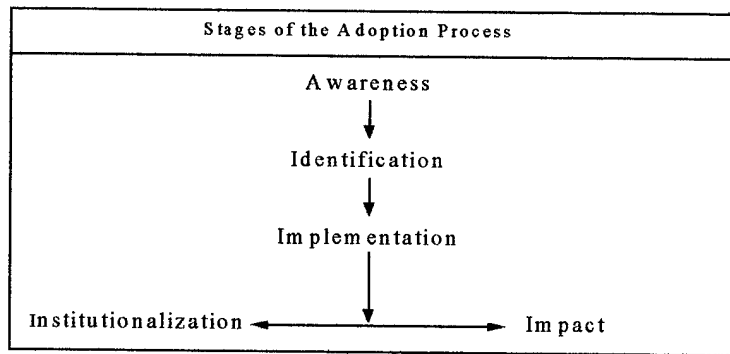 Stages of the Adoption Process
Awareness
Identification
Implementation
Institutionalization Impact